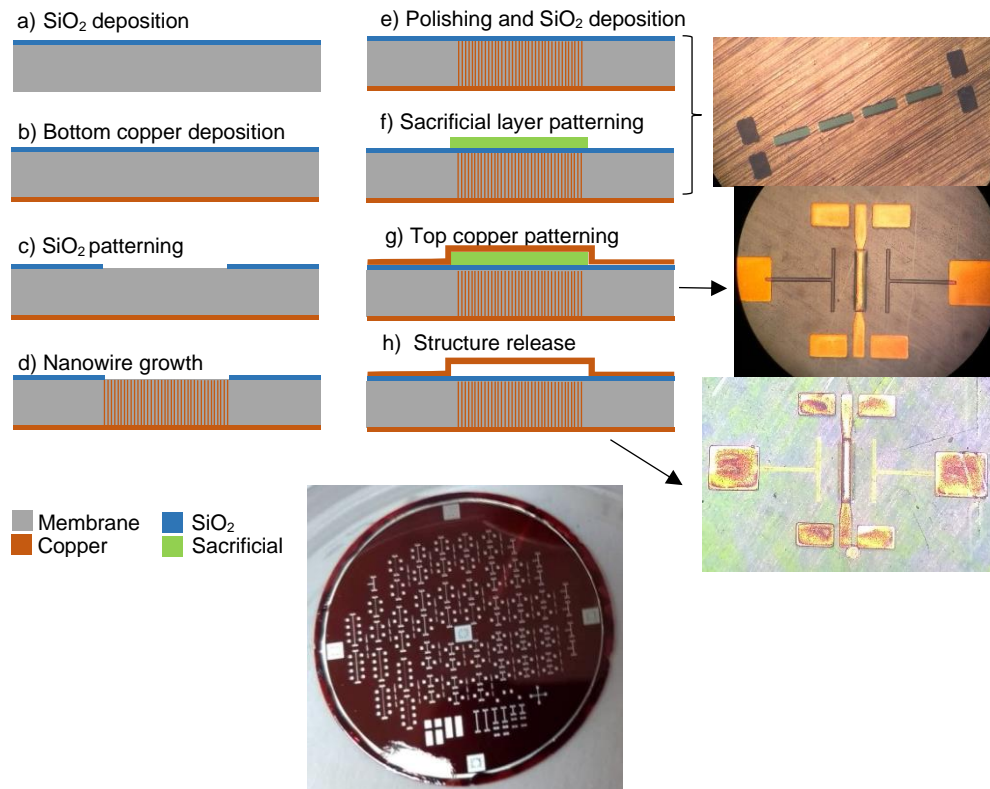 a) SiO₂ deposition
b) Bottom copper deposition
c) SiO₂ patterning
d) Nanowire growth
e) Polishing and SiO₂ deposition
f) Sacrificial layer patterning
g) Top copper patterning
h) Structure release
Membrane
SiO₂
Copper
Sacrificial